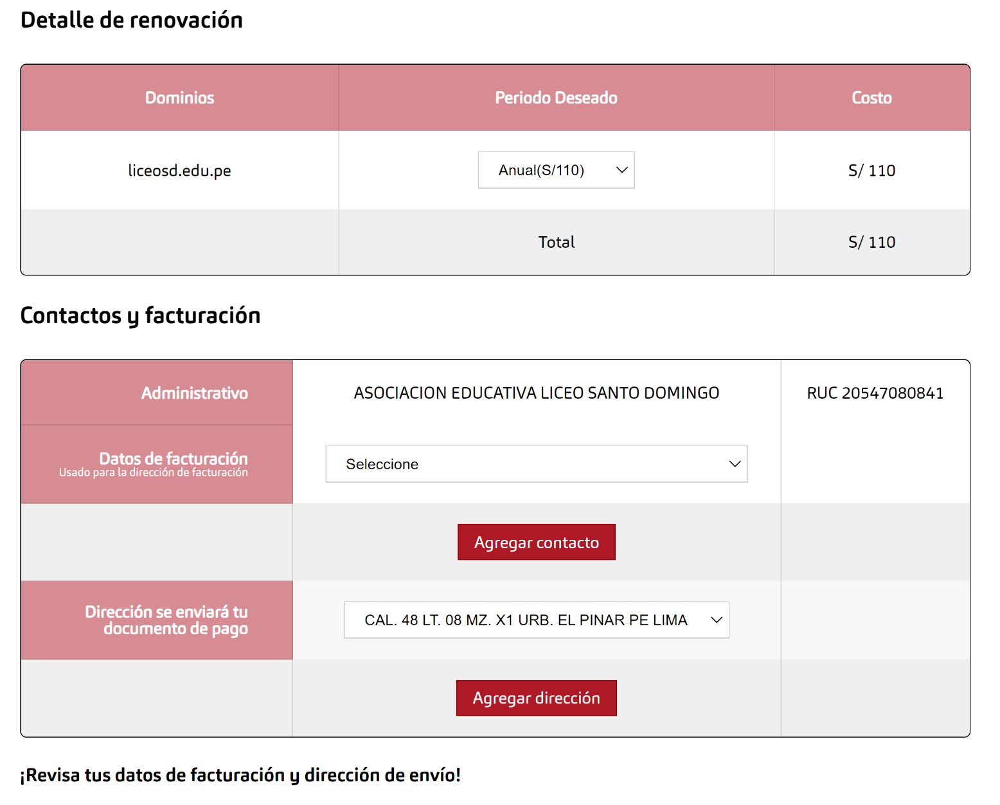 Detalle de renovación
Dominios Periodo Deseado Costo
liceosd.edu.pe Anual(S/110) S/ 110
Total S/ 110
Contactos y facturación
Administrativo ASOCIACION EDUCATIVA LICEO SANTO DOMINGO RUC 20547080841
Datos de facturación
Usado para la dirección de facturación
Seleccione
Agregar contacto
Dirección se enviará tu
documento de pago
CAL. 48 LT. 08 MZ. X1 URB. EL PINAR PE LIMA
Agregar dirección
¡Revisa tus datos de facturación y dirección de envío!